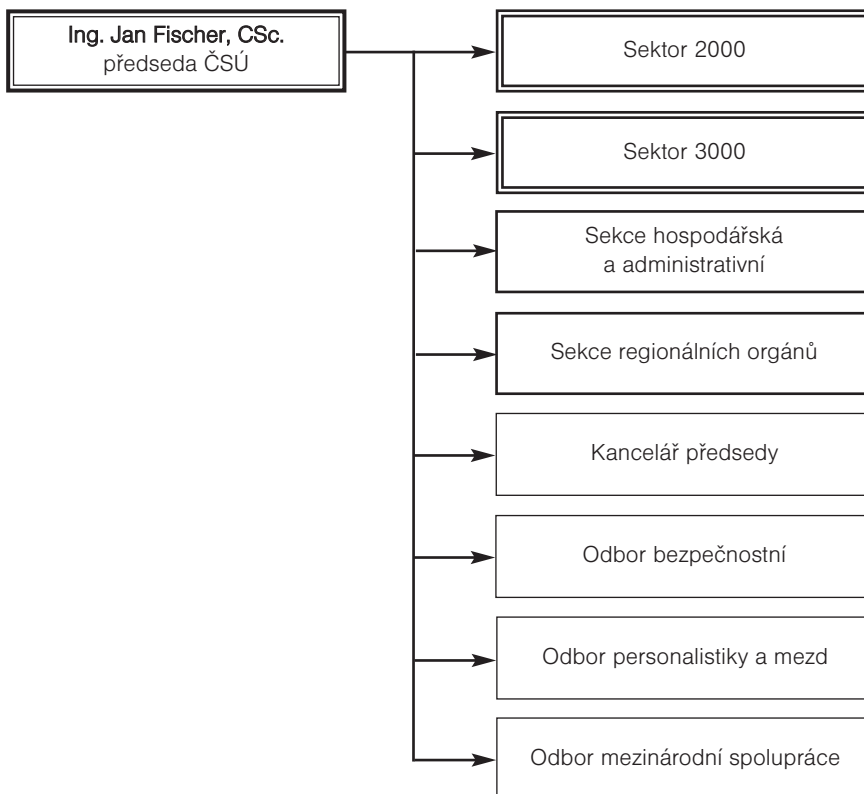 Ing. Jan Fischer, CSc.
předseda ČSÚ
Sektor 2000
Sektor 3000
Sekce hospodářská
a administrativní
Sekce regionálních orgánů
Kancelář předsedy
Odbor bezpečnostní
Odbor personalistiky a mezd
Odbor mezinárodní spolupráce